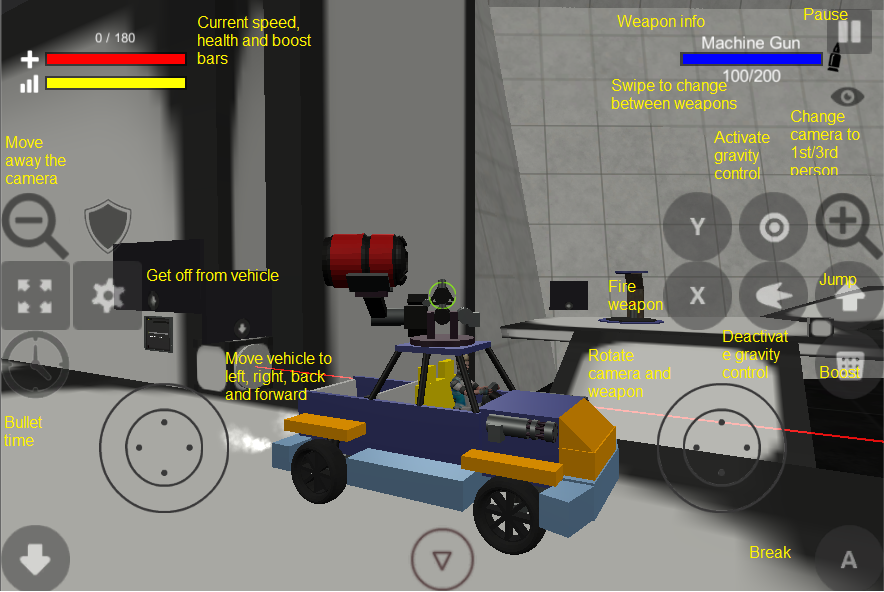 Current speed,
health and boost
bars
0 / 180
Weapon info
Pause
Machine Gun
100/200
Swipe to change
between weapons
Change
camera to
1st/3rd
person
Activate
gravity
control
Move
away the
camera
Y
Get off from vehicle
Fire
weapon
X
Jump
Move vehicle to
left, right, back
and forward
Rotate
camera and
weapon
Deactivat
e gravity
control
Boost
Bullet
time
Break
A